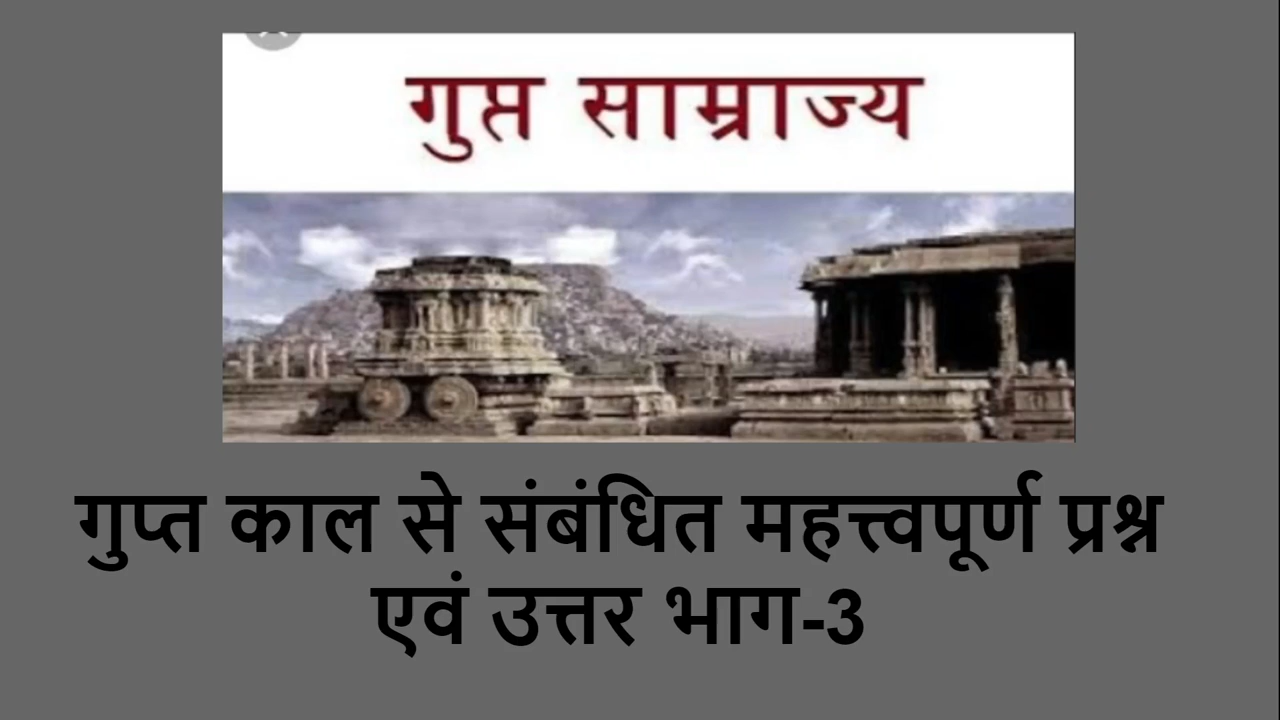 गुप्त साम्राज्य
गुप्त काल से संबंधित महत्त्वपूर्ण प्रश्न
एवं उत्तर भाग-3